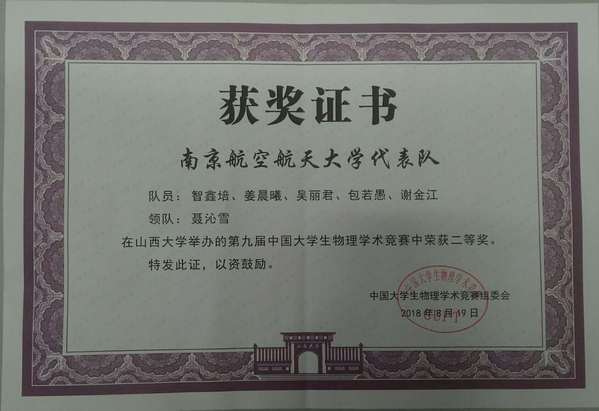 获奖证书
南京航空航天大学代表队
队员：智鑫培、姜晨曦、吴丽君、包若愚、谢金江
领队：聂沁雪
在山西大学举办的第九届中国大学生物理学术竞赛中荣获二等奖。
特发此证，以资鼓励。
中国大学生物理学术竞赛组委会
2018年8月19日
CUPT
山西大学